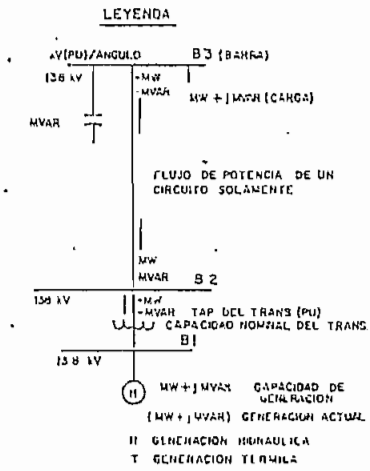 LEYENDA
kV(PU)/ANGULO B3 (BARRA)
138 kV
-MW
-MVAR
MW + J MVAR (CARGA)
MVAR
FLUJO DE POTENCIA DE UN
CIRCUITO SOLAMENTE
MW
MVAR
B2
138 kV
-MW
-MVAR TAP DEL TRANS (PU)
CAPACIDAD NOMINAL DEL TRANS.
B1
13.8 kV
H
MW + J MVAR CAPACIDAD DE
GENERACION
(MW + J MVAR) GENERACION ACTUAL
H GENERACION HIDRAULICA
T GENERACION TERMICA